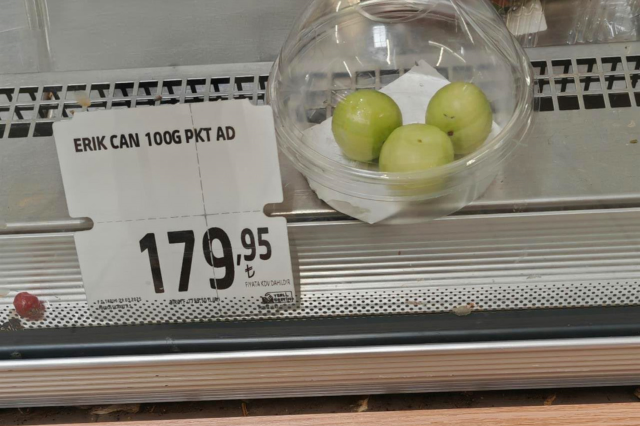 ERIK CAN 100G PKT AD
179,95
₺
FİYATA KDV DAHİLDİR